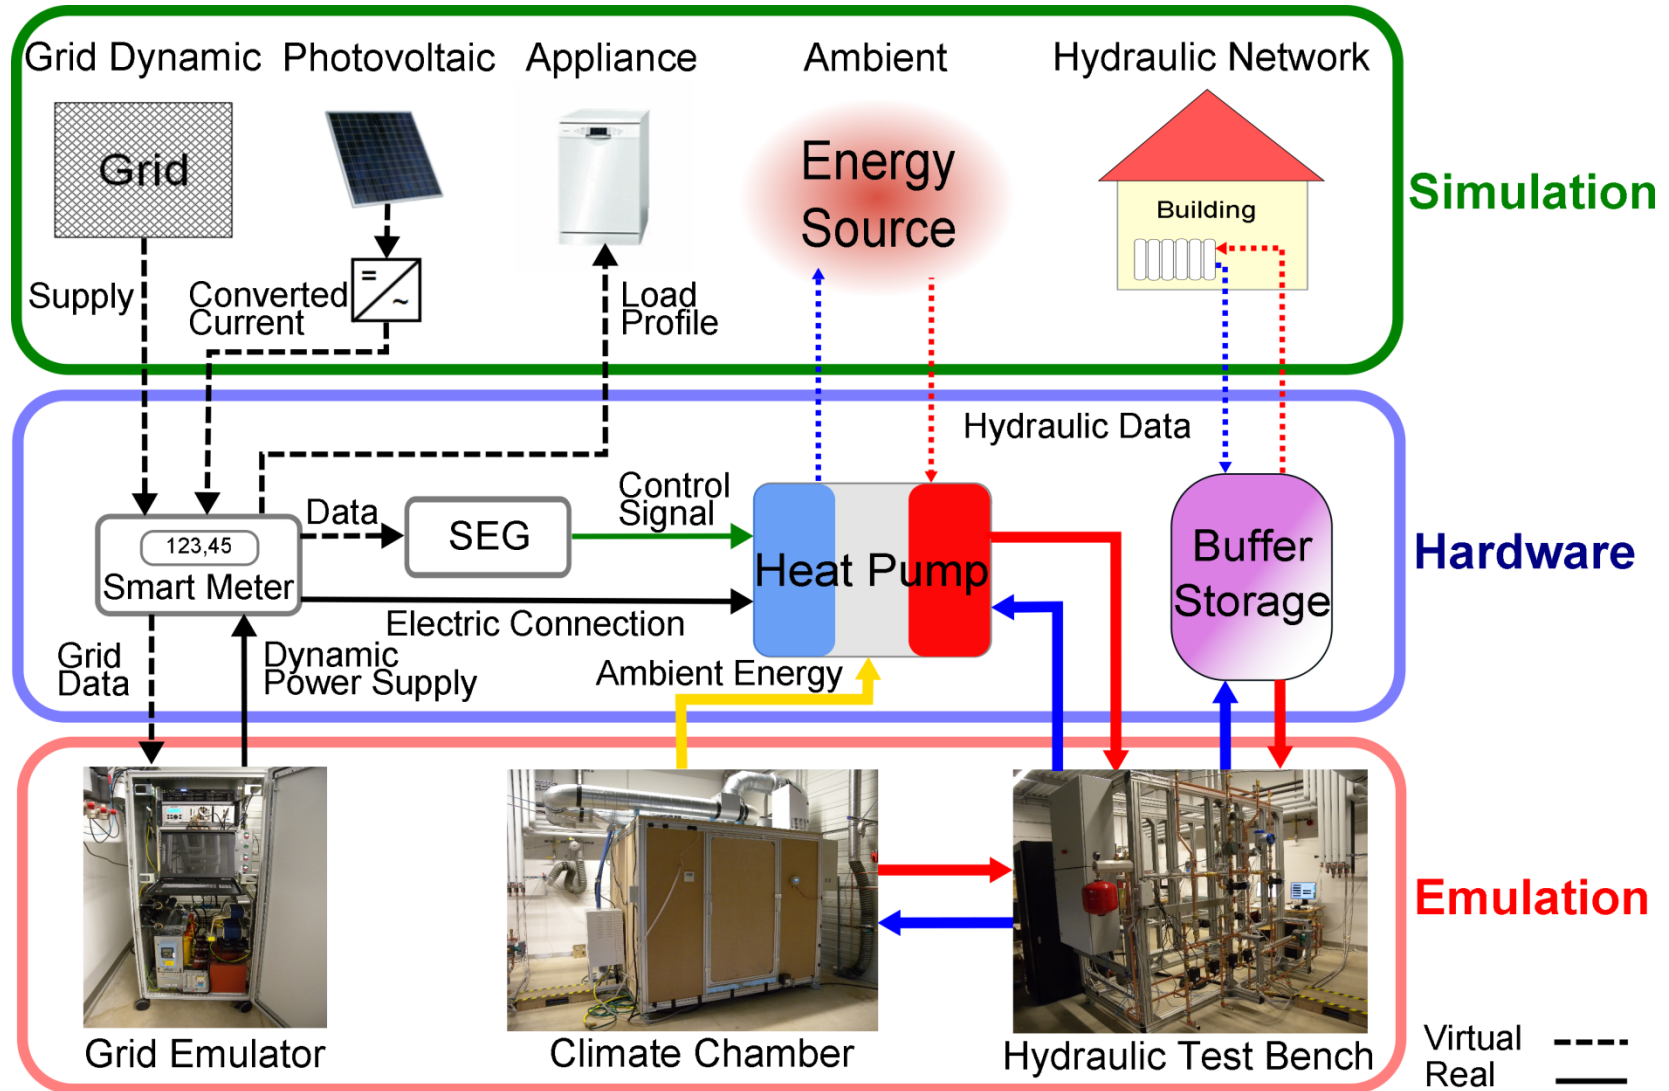 Grid Dynamic
Photovoltaic
Appliance
Ambient
Hydraulic Network
Grid
Energy
Source
Building
Simulation
=
~
Supply
Converted
Current
Load
Profile
Hydraulic Data
Data
SEG
Control
Signal
123,45
Smart Meter
Heat Pump
Buffer
Storage
Hardware
Electric Connection
Grid
Data
Dynamic
Power Supply
Ambient Energy
Emulation
Grid Emulator
Climate Chamber
Hydraulic Test Bench
Virtual
Real